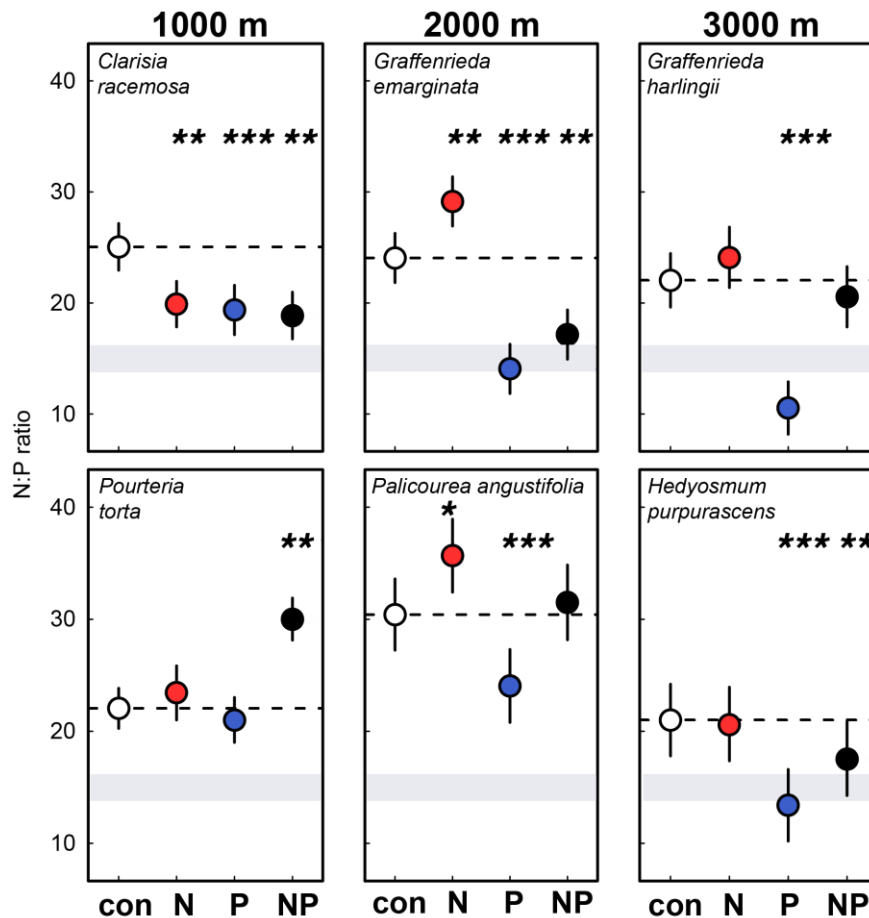 1000 m 2000 m 3000 m
Clarisia Graffenrieda Graffenrieda
racemosa emarginata harlingii
40
** *** ** ** *** ** ***
30
20
10
N:P ratio
Pourteria Palicourea angustifolia Hedyosmum
torta purpurascens
40
*
** *** *** **
30
20
10
con N P NP con N P NP con N P NP